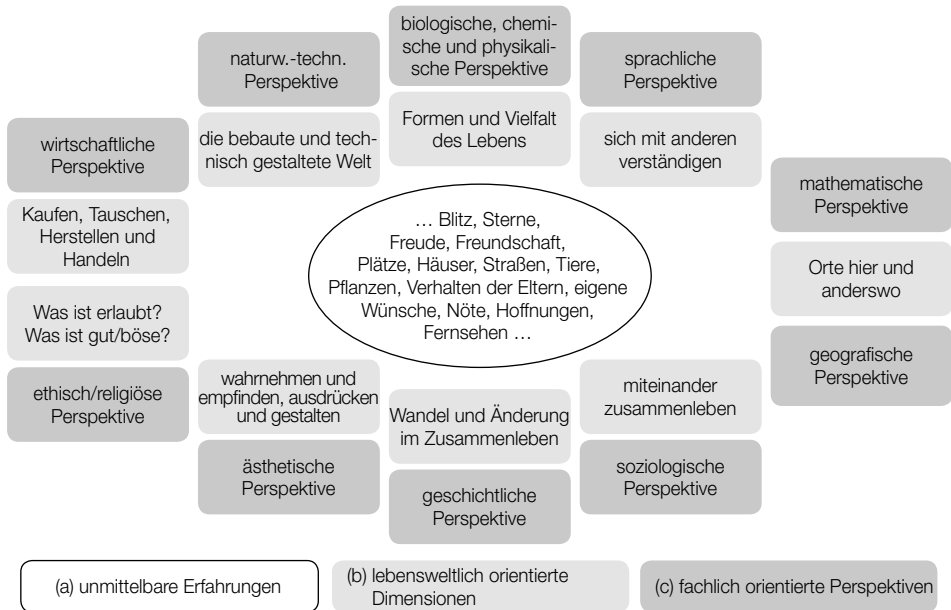 biologische, chemi-
sche und physikali-
sche Perspektive
naturw.-techn.
Perspektive
sprachliche
Perspektive
Formen und Vielfalt
des Lebens
die bebaute und tech-
nisch gestaltete Welt
sich mit anderen
verständigen
wirtschaftliche
Perspektive
mathematische
Perspektive
Kaufen, Tauschen,
Herstellen und
Handeln
… Blitz, Sterne,
Freude, Freundschaft,
Plätze, Häuser, Straßen, Tiere,
Pflanzen, Verhalten der Eltern, eigene
Wünsche, Nöte, Hoffnungen,
Fernsehen …
Orte hier und
anderswo
Was ist erlaubt?
Was ist gut/böse?
geografische
Perspektive
ethisch/religiöse
Perspektive
wahrnehmen und
empfinden, ausdrücken
und gestalten
Wandel und Änderung
im Zusammenleben
miteinander
zusammenleben
ästhetische
Perspektive
geschichtliche
Perspektive
soziologische
Perspektive
(a) unmittelbare Erfahrungen
(b) lebensweltlich orientierte
Dimensionen
(c) fachlich orientierte Perspektiven